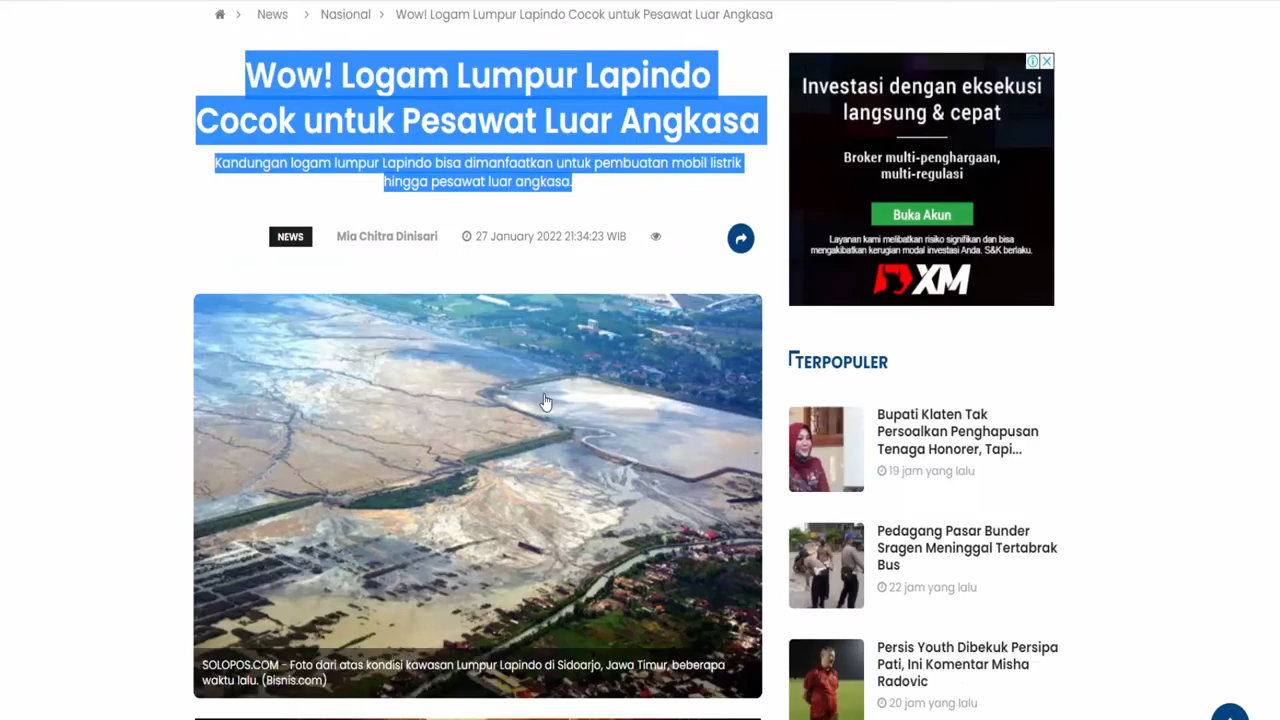 News
Nasional
Wow! Logam Lumpur Lapindo Cocok untuk Pesawat Luar Angkasa
Wow! Logam Lumpur Lapindo
Cocok untuk Pesawat Luar Angkasa
Kandungan logam lumpur Lapindo bisa dimanfaatkan untuk pembuatan mobil listrik
hingga pesawat luar angkasa.
NEWS
Mia Chitra Dinisari
27 January 2022 21:34:23 WIB
SOLOPOS.COM - Foto dari atas kondisi kawasan Lumpur Lapindo di Sidoarjo, Jawa Timur, beberapa
waktu lalu. (Bisnis.com)
Investasi dengan eksekusi
langsung & cepat
Broker multi-penghargaan,
multi-regulasi
Buka Akun
Layanan kami melibatkan risiko signifikan dan bisa
mengakibatkan kerugian modal investasi Anda. S&K berlaku.
XM
TERPOPULER
Bupati Klaten Tak
Persoalkan Penghapusan
Tenaga Honorer, Tapi...
19 jam yang lalu
Pedagang Pasar Bunder
Sragen Meninggal Tertabrak
Bus
22 jam yang lalu
Persis Youth Dibekuk Persipa
Pati, Ini Komentar Misha
Radovic
20 jam yang lalu